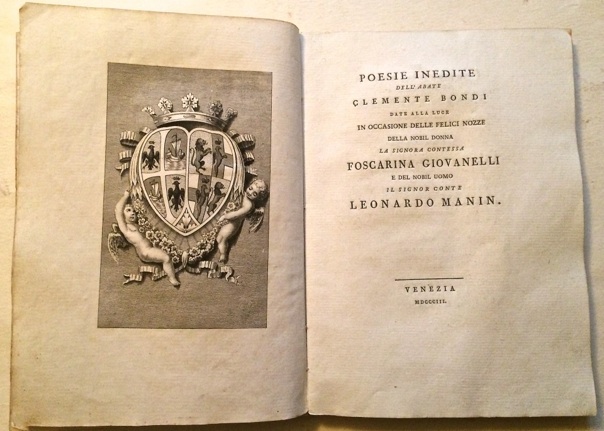 POESIE INEDITE
DELL'ABATE
CLEMENTE BONDI
DATE ALLA LUCE
IN OCCASIONE DELLE FELICI NOZZE
DELLA NOBIL DONNA
LA SIGNORA CONTESSA
FOSCARINA GIOVANELLI
E DEL NOBIL UOMO
IL SIGNOR CONTE
LEONARDO MANIN.
VENEZIA
MDCCCIII.